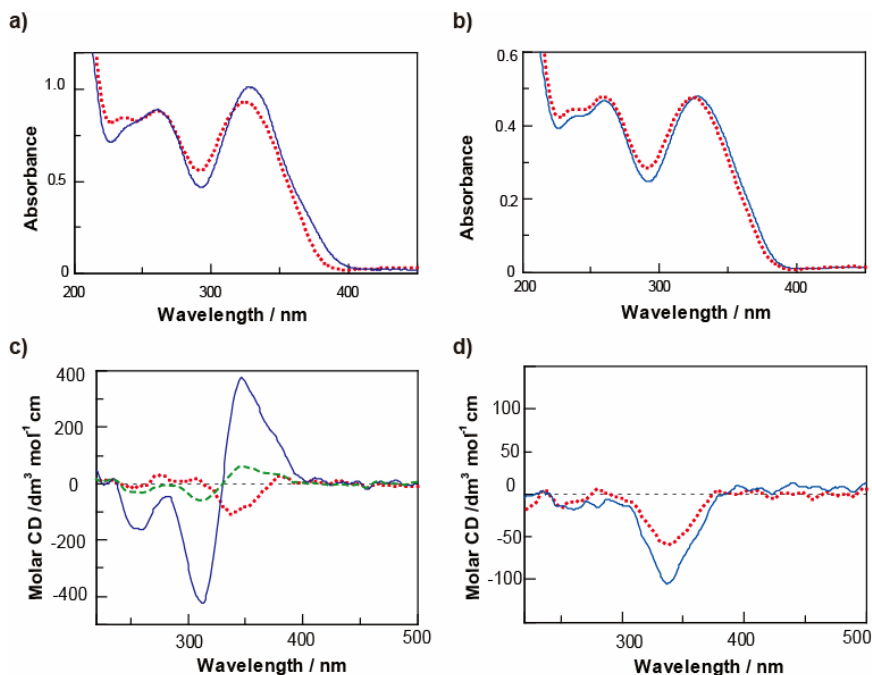 a)
1.0
0.5
0
200
300
400
Absorbance
Wavelength / nm
b)
0.6
0.4
0.2
0
200
300
400
Absorbance
Wavelength / nm
c)
400
200
0
-200
-400
300
400
500
Molar CD /dm³ mol⁻¹ cm
Wavelength / nm
d)
100
50
0
-50
-100
300
400
500
Molar CD /dm³ mol⁻¹ cm
Wavelength / nm